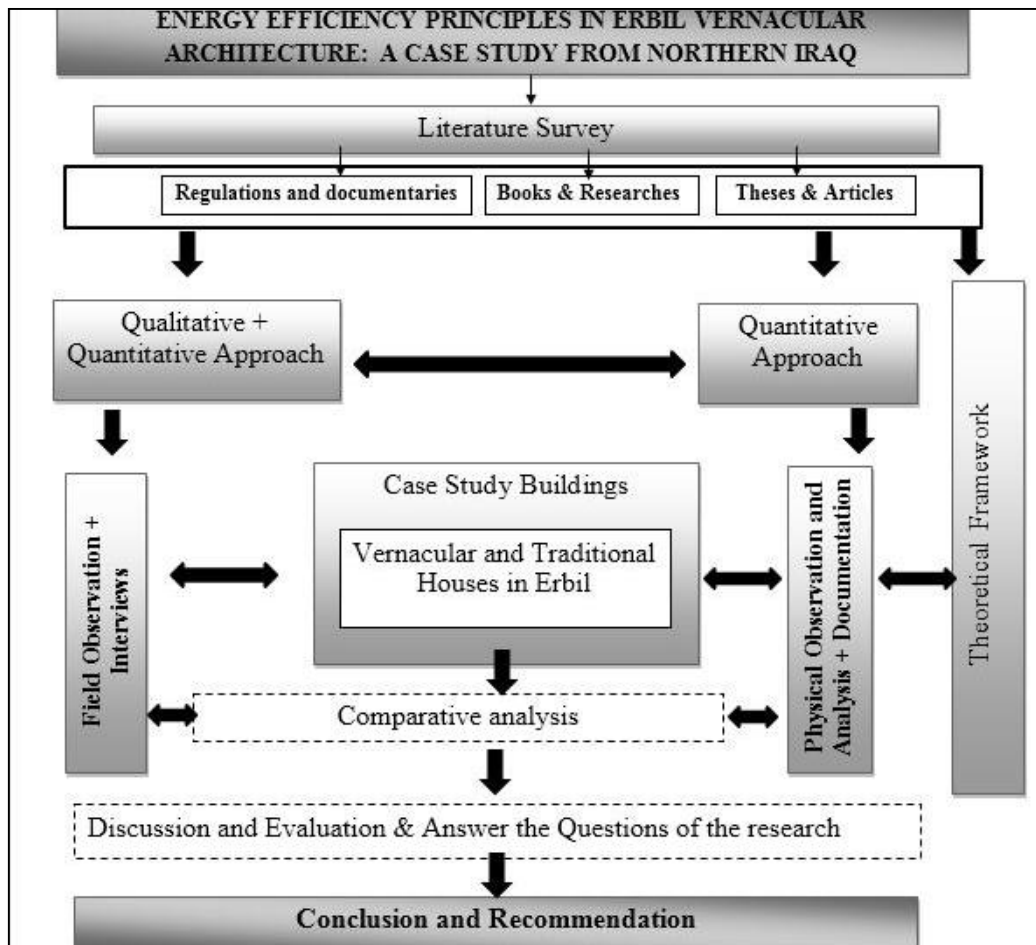 ENERGY EFFICIENCY PRINCIPLES IN ERBIL VERNACULAR
ARCHITECTURE: A CASE STUDY FROM NORTHERN IRAQ
Literature Survey
Regulations and documentaries
Books & Researches
Theses & Articles
Qualitative +
Quantitative Approach
Quantitative
Approach
Theoretical Framework
Field Observation +
Interviews
Case Study Buildings
Vernacular and Traditional
Houses in Erbil
Physical Observation and
Analysis + Documentation
Comparative analysis
Discussion and Evaluation & Answer the Questions of the research
Conclusion and Recommendation